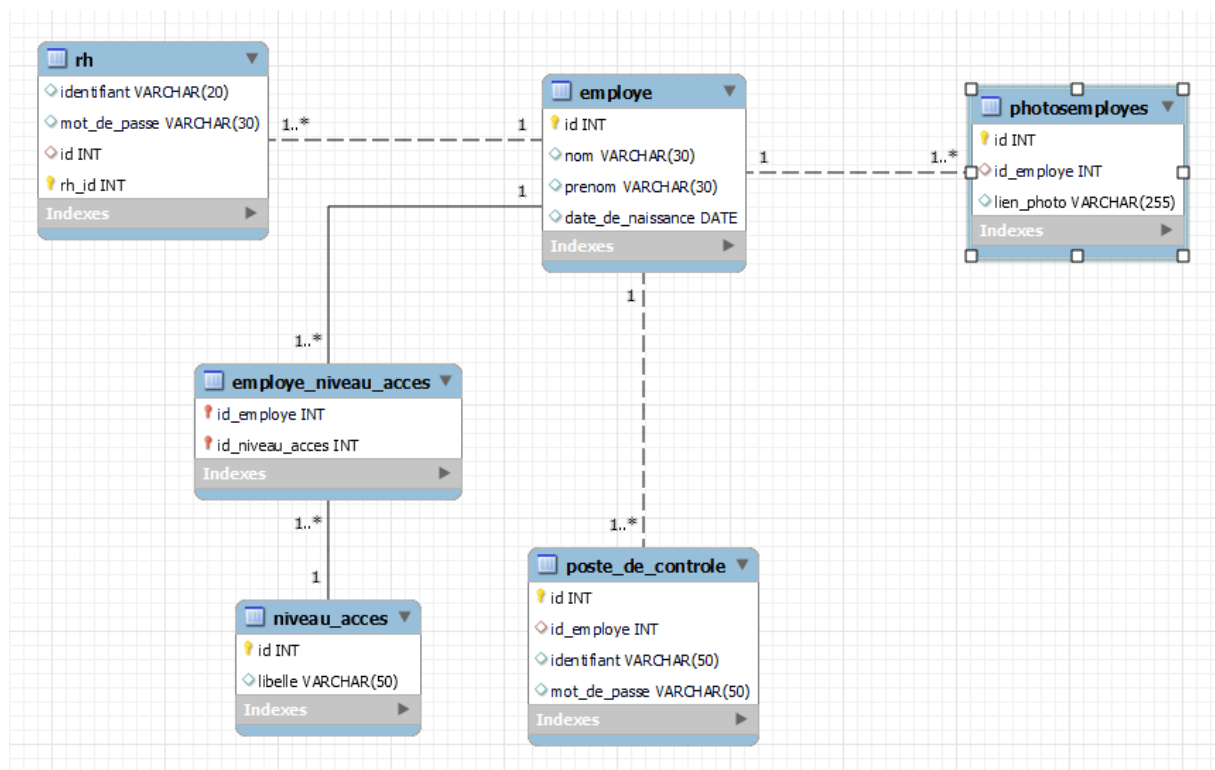 rh
identifiant VARCHAR(20)
mot_de_passe VARCHAR(30)
id INT
rh_id INT
Indexes
1..*
1
employe
id INT
nom VARCHAR(30)
prenom VARCHAR(30)
date_de_naissance DATE
Indexes
1
1..*
photosemployes
id INT
id_employe INT
lien_photo VARCHAR(255)
Indexes
1
1..*
employe_niveau_acces
id_employe INT
id_niveau_acces INT
Indexes
1..*
1
niveau_acces
id INT
libelle VARCHAR(50)
Indexes
1
1..*
poste_de_controle
id INT
id_employe INT
identifiant VARCHAR(50)
mot_de_passe VARCHAR(50)
Indexes